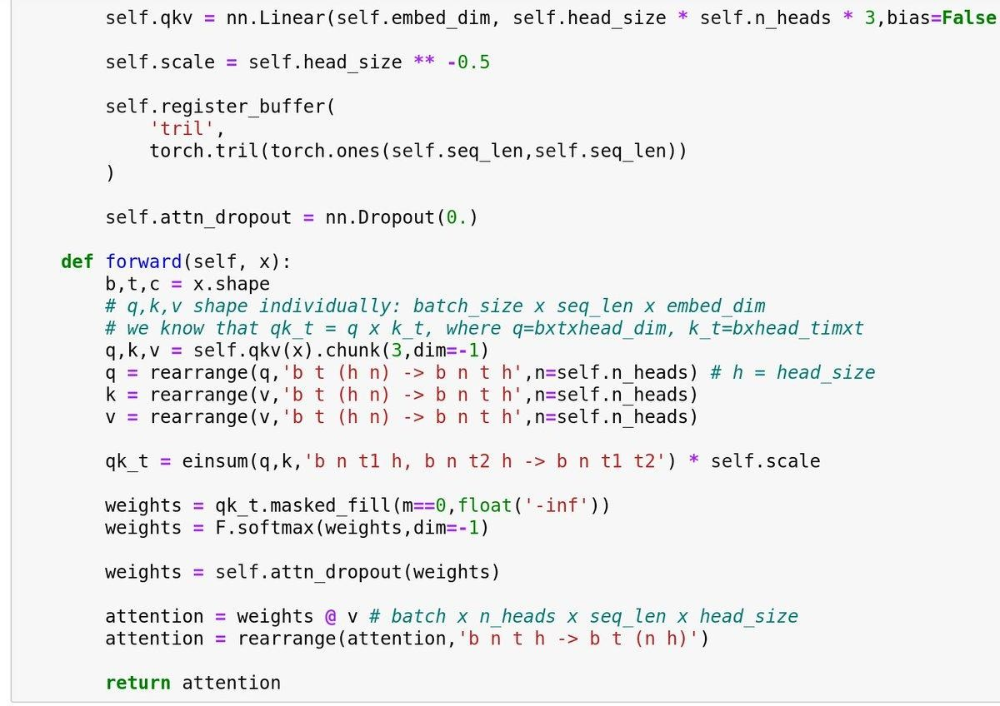 self.qkv = nn.Linear(self.embed_dim, self.head_size * self.n_heads * 3,bias=False
self.scale = self.head_size ** -0.5
self.register_buffer(
'tril',
torch.tril(torch.ones(self.seq_len,self.seq_len))
)
self.attn_dropout = nn.Dropout(0.)
def forward(self, x):
b,t,c = x.shape
# q,k,v shape individually: batch_size x seq_len x embed_dim
# we know that qk_t = q x k_t, where q=bxtxhead_dim, k_t=bxhead_timxt
q,k,v = self.qkv(x).chunk(3,dim=-1)
q = rearrange(q,'b t (h n) -> b n t h',n=self.n_heads) # h = head_size
k = rearrange(v,'b t (h n) -> b n t h',n=self.n_heads)
v = rearrange(v,'b t (h n) -> b n t h',n=self.n_heads)
qk_t = einsum(q,k,'b n t1 h, b n t2 h -> b n t1 t2') * self.scale
weights = qk_t.masked_fill(m==0,float('-inf'))
weights = F.softmax(weights,dim=-1)
weights = self.attn_dropout(weights)
attention = weights @ v # batch x n_heads x seq_len x head_size
attention = rearrange(attention,'b n t h -> b t (n h)')
return attention